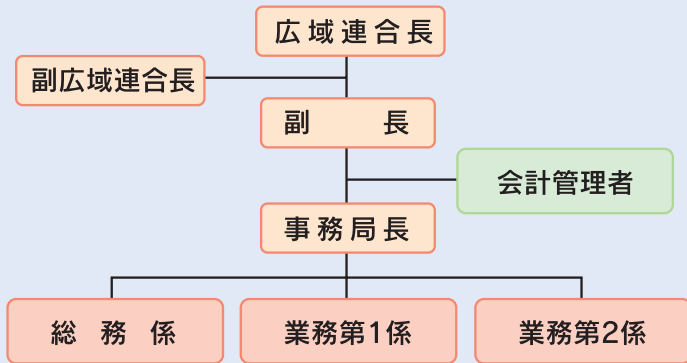 広域連合長
副広域連合長
副長
会計管理者
事務局長
総務係
業務第1係
業務第2係